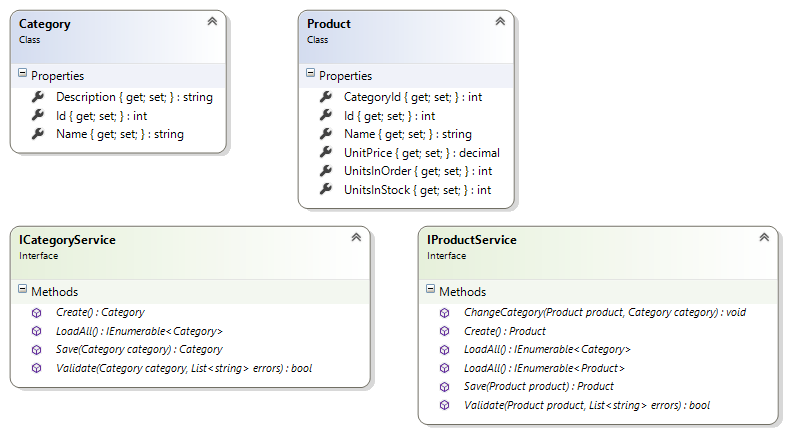 Category
Class
Properties
Description { get; set; } : string
Id { get; set; } : int
Name { get; set; } : string
Product
Class
Properties
CategoryId { get; set; } : int
Id { get; set; } : int
Name { get; set; } : string
UnitPrice { get; set; } : decimal
UnitsInOrder { get; set; } : int
UnitsInStock { get; set; } : int
ICategoryService
Interface
Methods
Create() : Category
LoadAll() : IEnumerable<Category>
Save(Category category) : Category
Validate(Category category, List<string> errors) : bool
IProductService
Interface
Methods
ChangeCategory(Product product, Category category) : void
Create() : Product
LoadAll() : IEnumerable<Category>
LoadAll() : IEnumerable<Product>
Save(Product product) : Product
Validate(Product product, List<string> errors) : bool